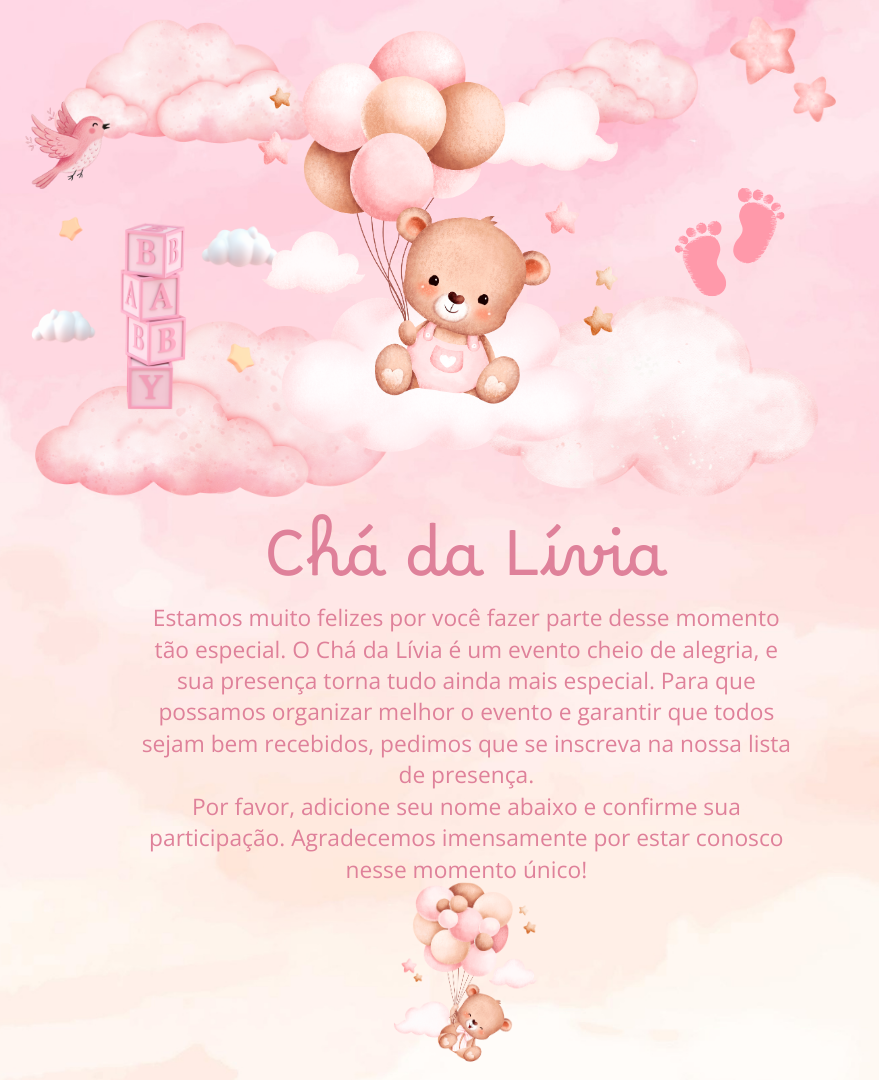 B B
A A
B B
Y
Chá da Lívia
Estamos muito felizes por você fazer parte desse momento
tão especial. O Chá da Lívia é um evento cheio de alegria, e
sua presença torna tudo ainda mais especial. Para que
possamos organizar melhor o evento e garantir que todos
sejam bem recebidos, pedimos que se inscreva na nossa lista
de presença.
Por favor, adicione seu nome abaixo e confirme sua
participação. Agradecemos imensamente por estar conosco
nesse momento único!